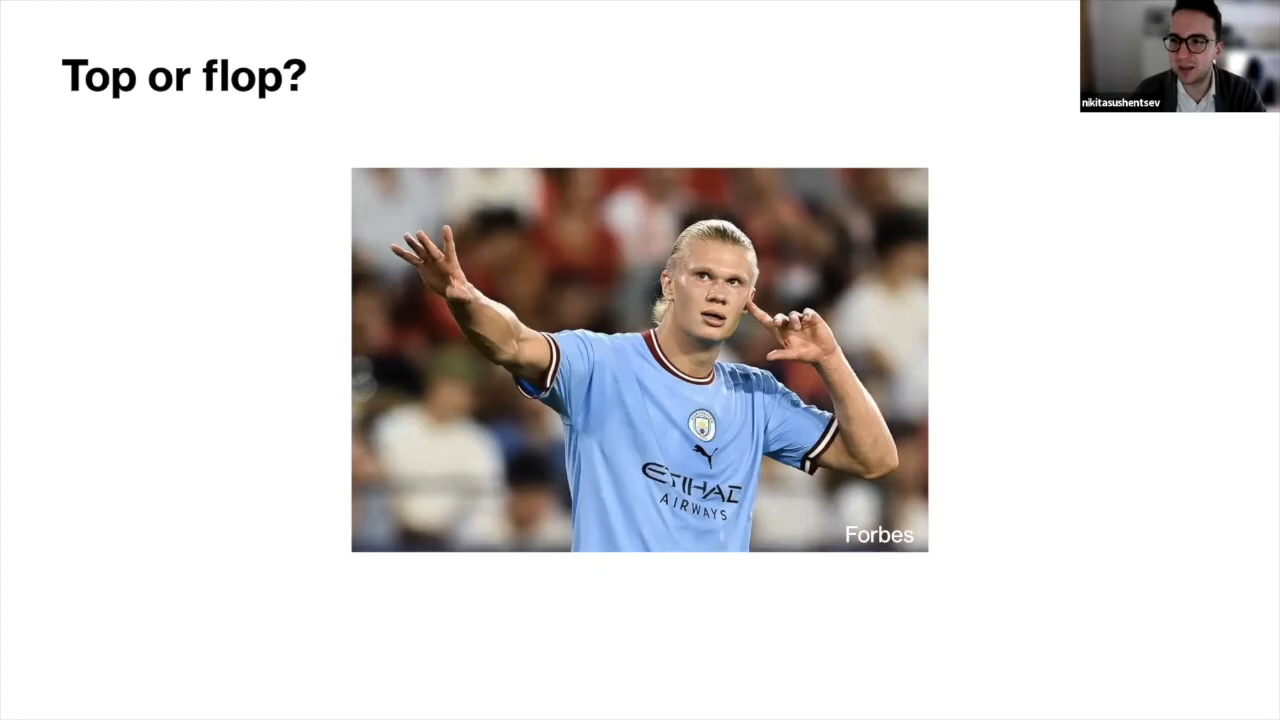 Top or flop?
nikitasushentsev
ETIHAD
AIRWAYS
Forbes